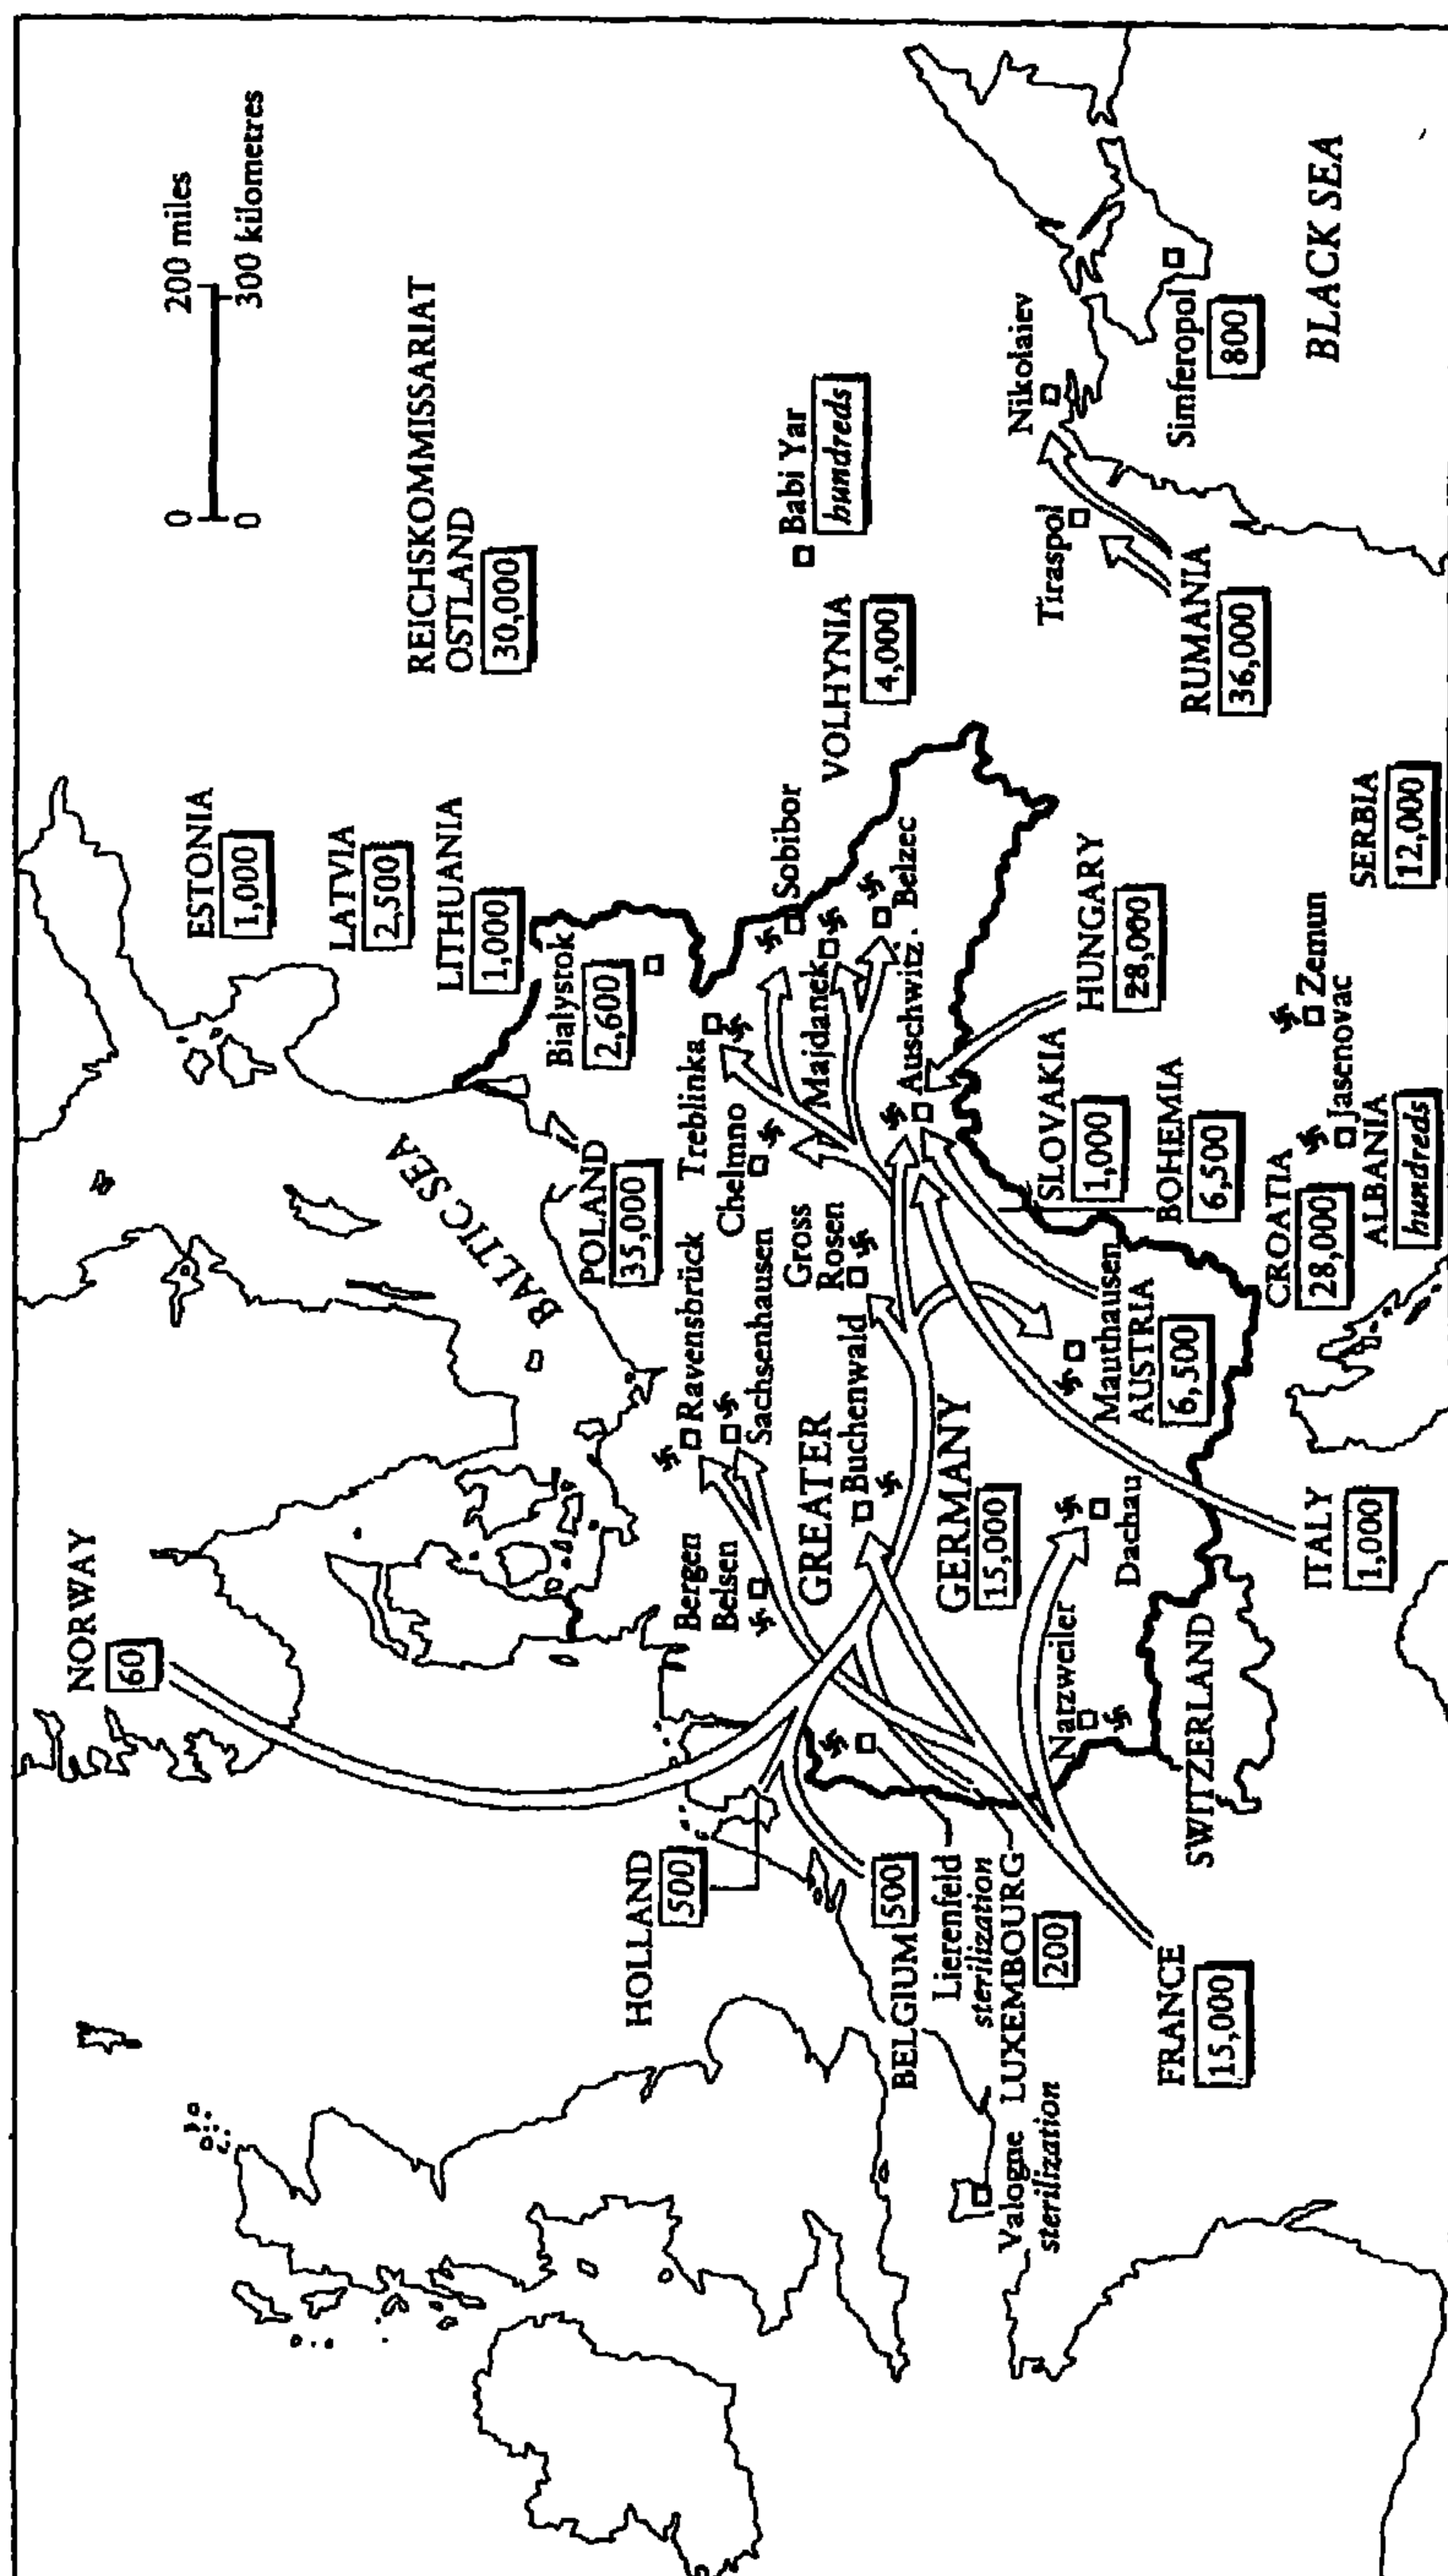 NORWAY
60
0 200 miles
0 300 kilometres
ESTONIA
1,000
LATVIA
2,500
LITHUANIA
1,000
REICHSKOMMISSARIAT
OSTLAND
30,000
BALTIC SEA
Bialystok
2,600
POLAND
35,000
HOLLAND
500
Bergen
Belsen
Ravensbrück
Sachsenhausen
Treblinka
Chelmno
Sobibor
Babi Yar
hundreds
VOLHYNIA
4,000
GREATER
GERMANY
15,000
Buchenwald
Gross
Rosen
Majdanek
Belzec
Auschwitz
BELGIUM 500
Lierenfeld
sterilization
LUXEMBOURG
200
Valogne
sterilization
Natzweiler
Dachau
Mauthausen
AUSTRIA
6,500
SLOVAKIA
1,000
BOHEMIA
6,500
HUNGARY
28,000
Tiraspol
Nikolaiev
Simferopol
800
RUMANIA
36,000
BLACK SEA
FRANCE
15,000
SWITZERLAND
ITALY
1,000
CROATIA
28,000
Jasenovac
Zemun
ALBANIA
hundreds
SERBIA
12,000